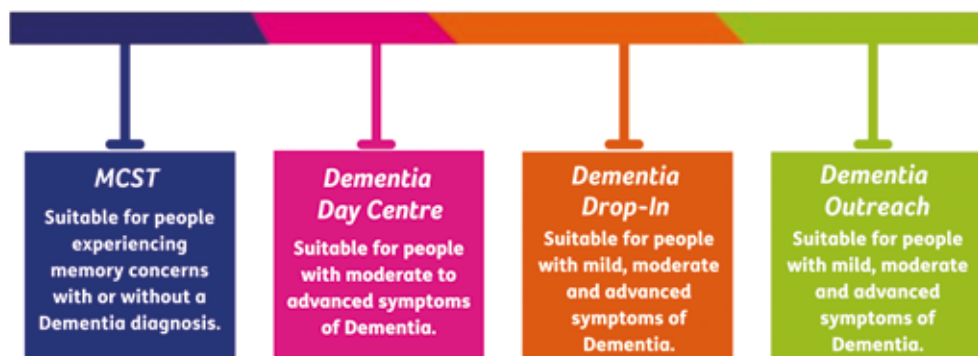 MCST
Suitable for people
experiencing
memory concerns
with or without a
Dementia diagnosis.
Dementia
Day Centre
Suitable for people
with moderate to
advanced symptoms
of Dementia.
Dementia
Drop-In
Suitable for people
with mild, moderate
and advanced
symptoms of
Dementia.
Dementia
Outreach
Suitable for people
with mild, moderate
and advanced
symptoms of
Dementia.